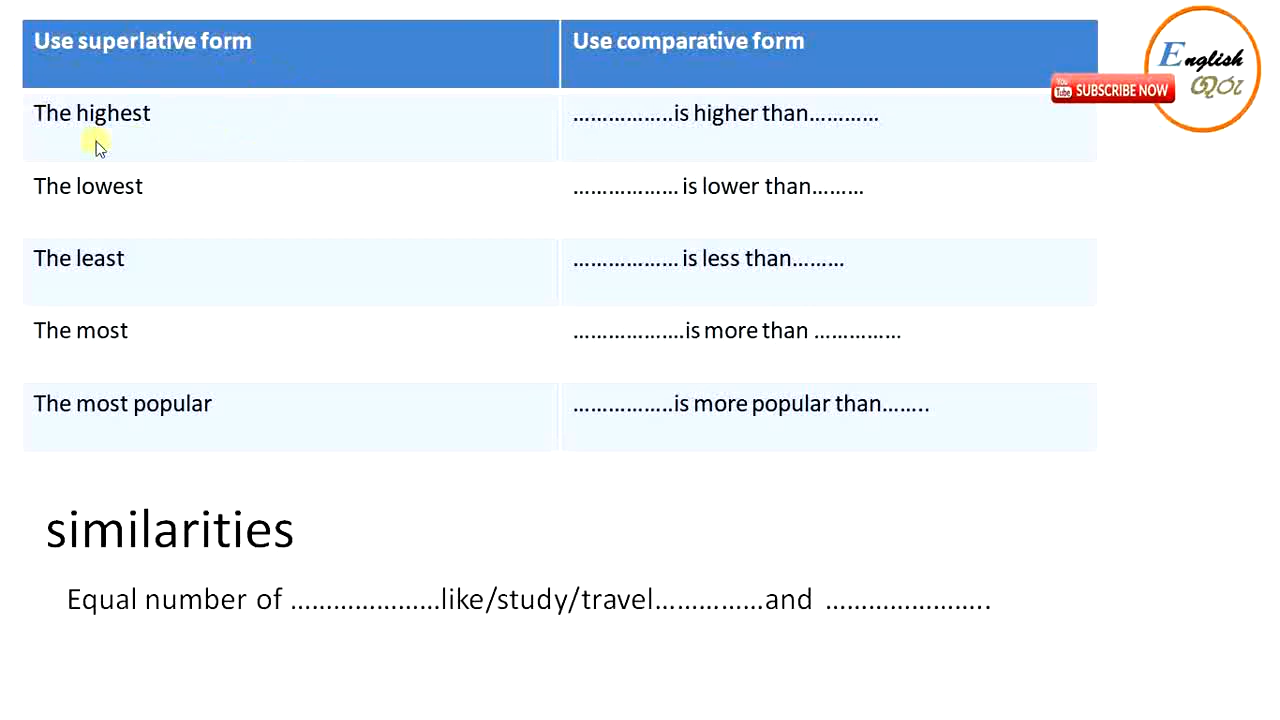 Use superlative form
Use comparative form
The highest
……………..is higher than…………
The lowest
……………… is lower than………
The least
……………… is less than………
The most
……………….is more than ……………
The most popular
……………..is more popular than……..
similarities
Equal number of …………………like/study/travel……………and …………………..
English
You Tube SUBSCRIBE NOW